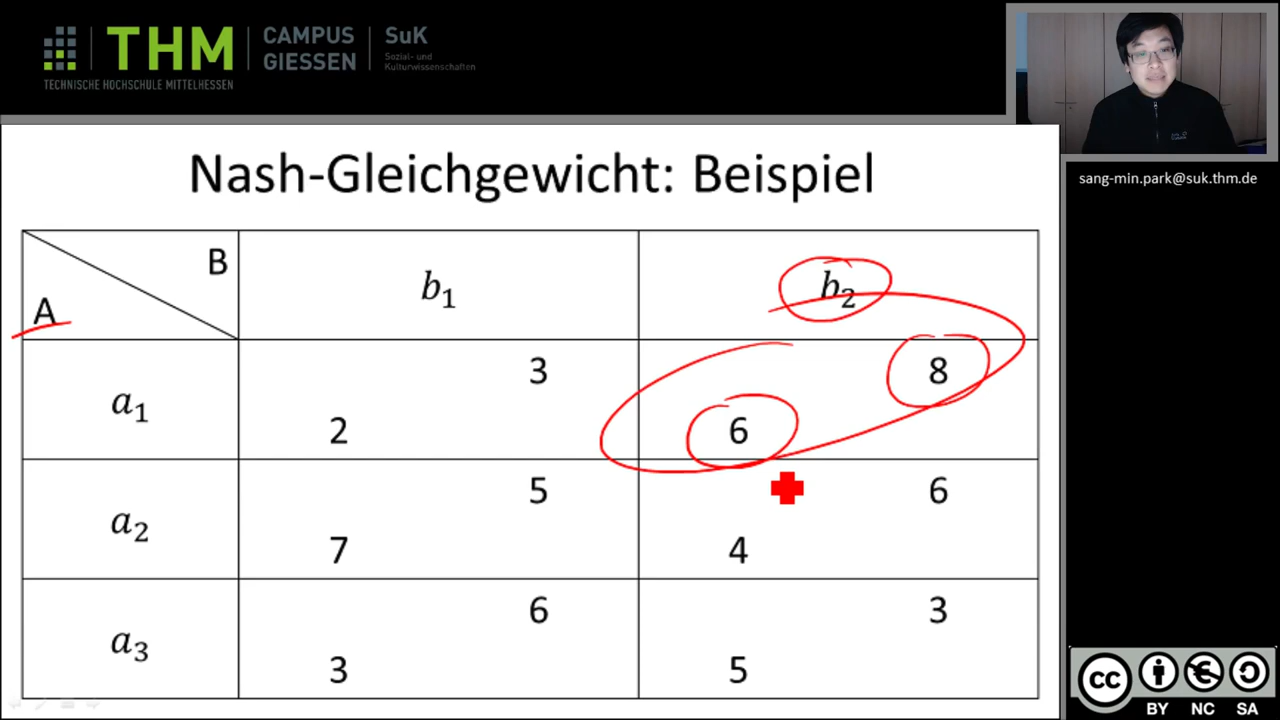 THM
CAMPUS
GIESSEN
SuK
Sozial- und
Kulturwissenschaften
TECHNISCHE HOCHSCHULE MITTELHESSEN
sang-min.park@suk.thm.de
Nash-Gleichgewicht: Beispiel
B
A
b₁
b₂
a₁
3
2
8
6
a₂
5
7
6
4
a₃
6
3
3
5
cc
BY NC SA